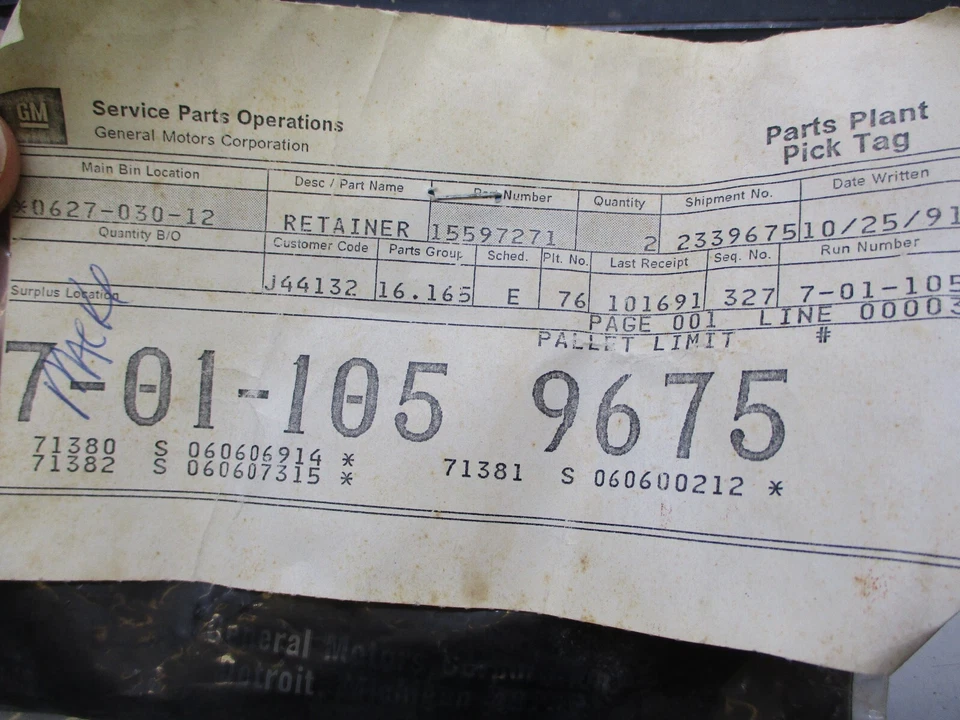 GM
Service Parts Operations
General Motors Corporation
Parts Plant
Pick Tag
Main Bin Location Desc / Part Name Part Number Quantity Shipment No. Date Written
*0627-030-12 RETAINER 15597271 2 2339675 10/25/91
Quantity B/O Customer Code Parts Group Sched. Plt. No. Last Receipt Seq. No. Run Number
J44132 16.165 E 76 101691 327 7-01-105
Surplus Location
PAGE 001 LINE 00003
PALLET LIMIT #
7-01-105 9675
71380 S 060606914 *
71382 S 060607315 * 71381 S 060600212 *
General Motors Corporation
Detroit, Michigan